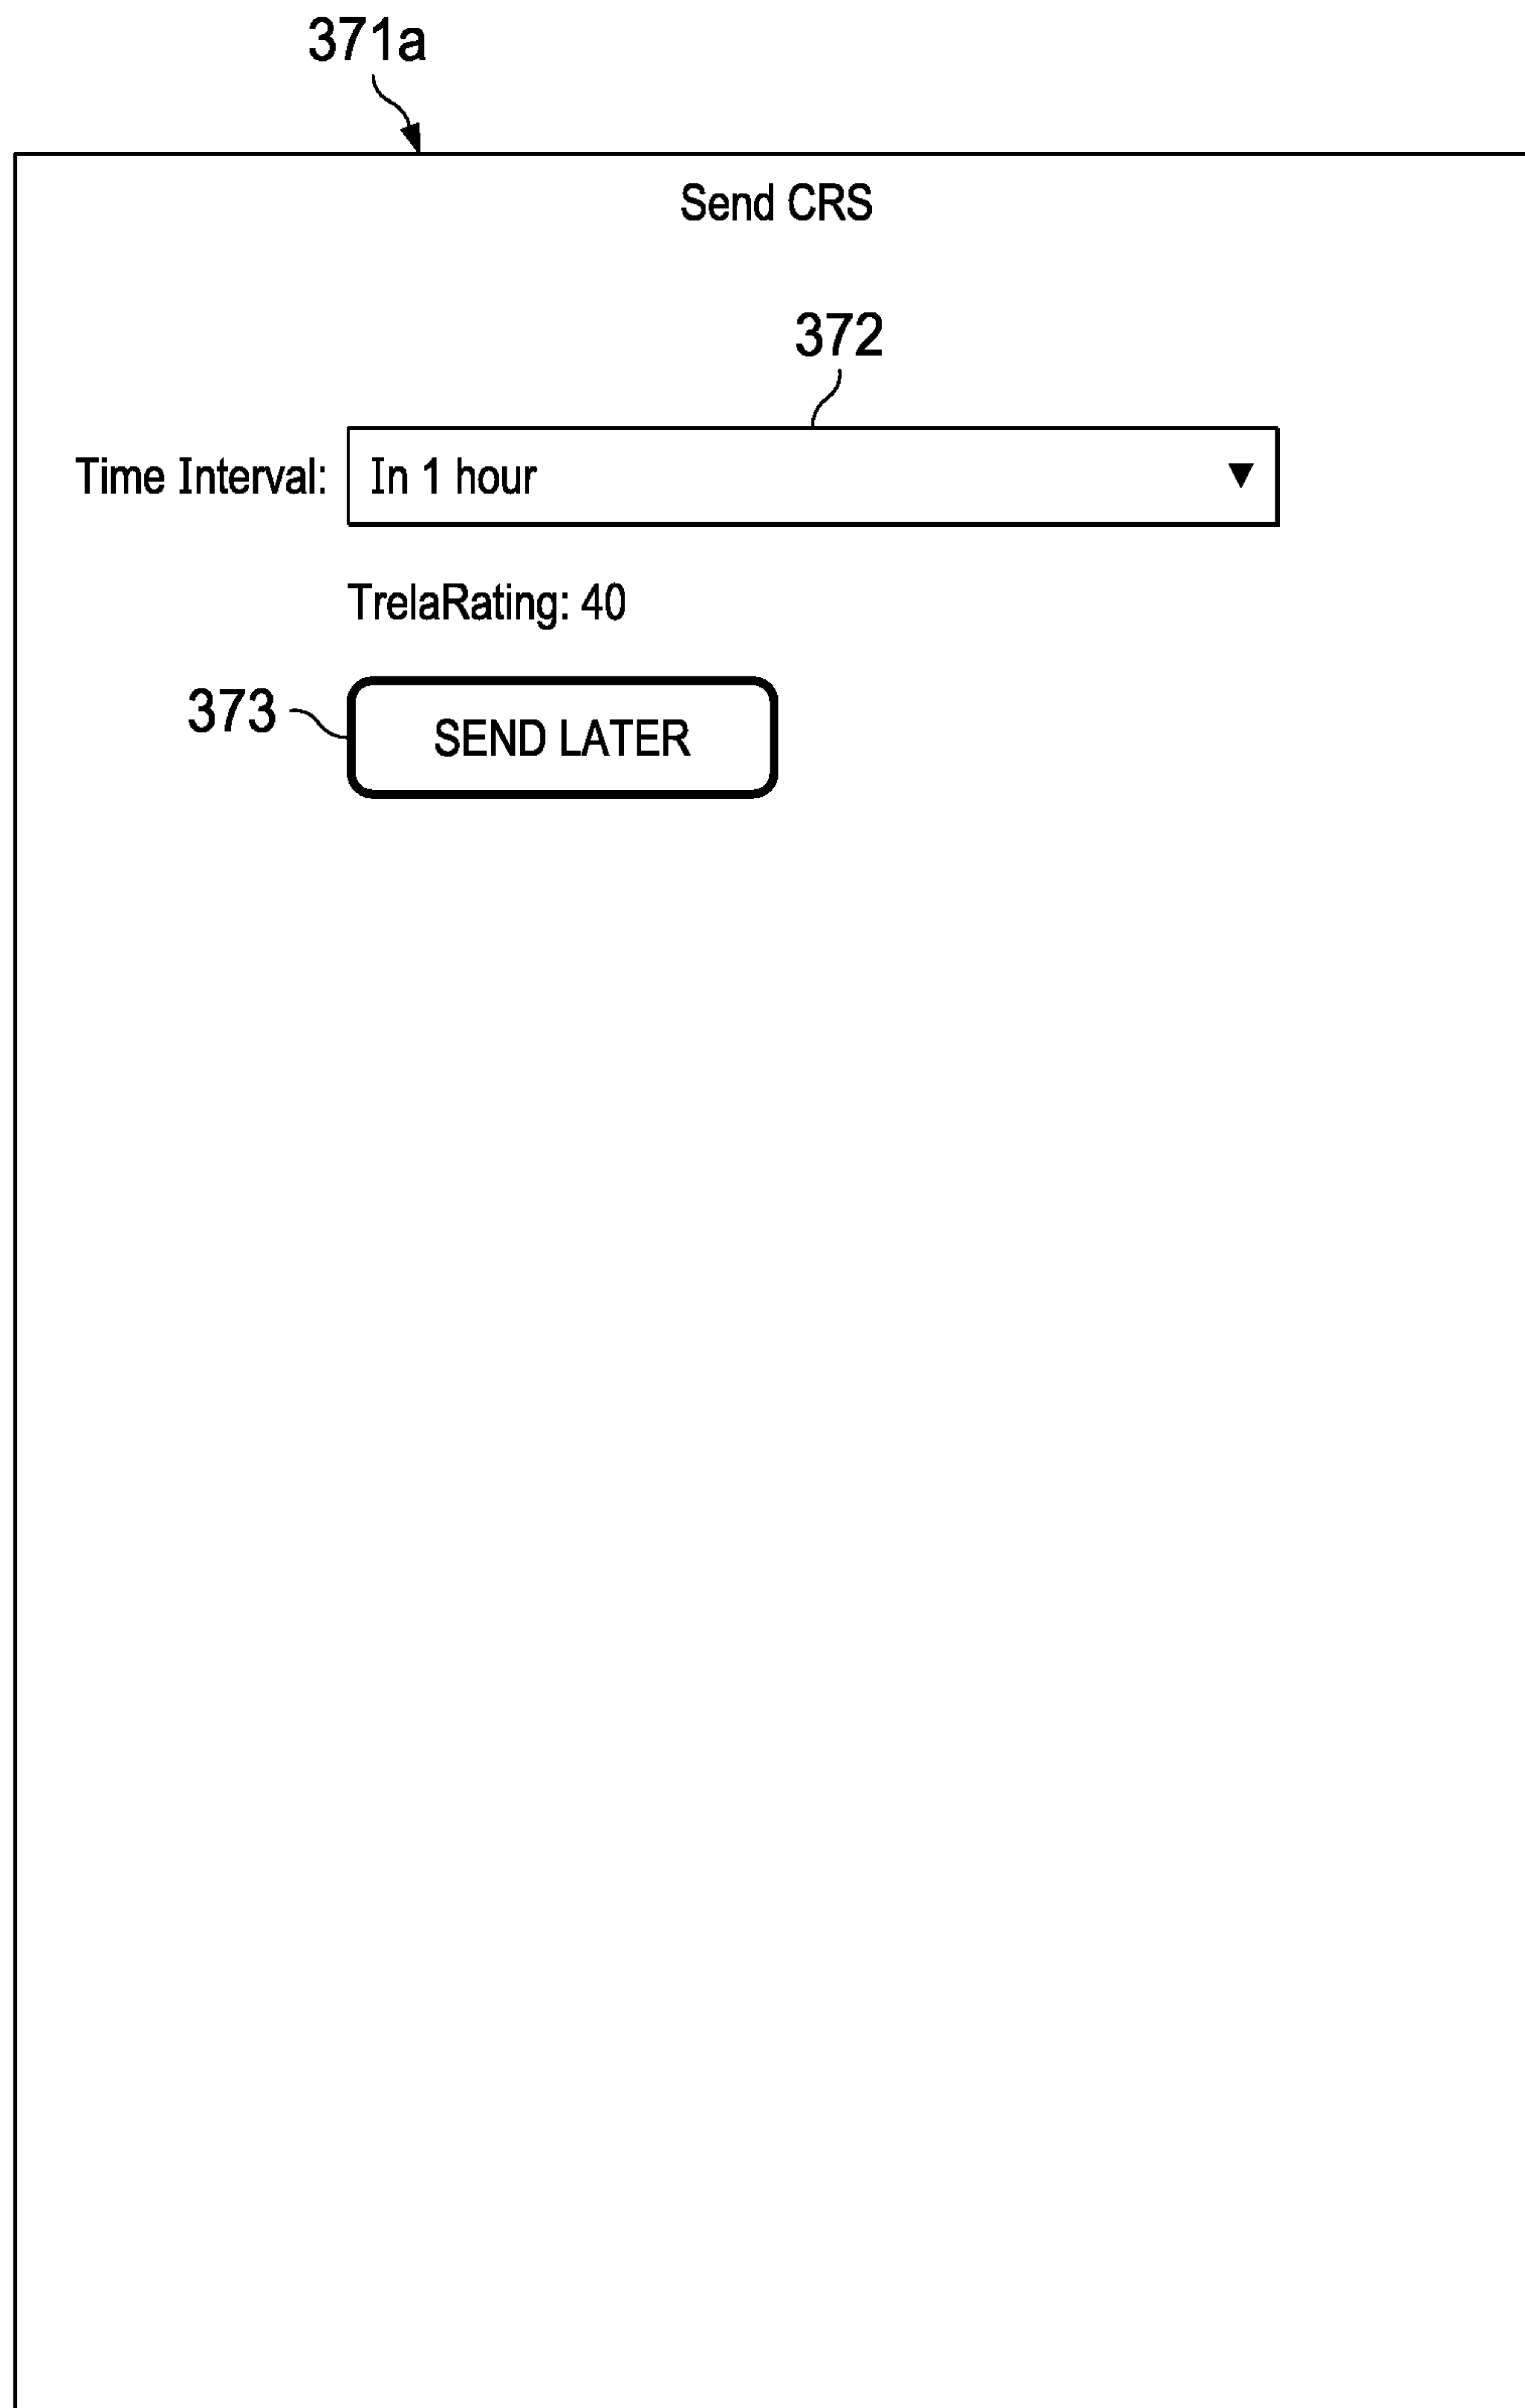 371a
Send CRS
372
Time Interval: In 1 hour
TrelaRating: 40
373 SEND LATER